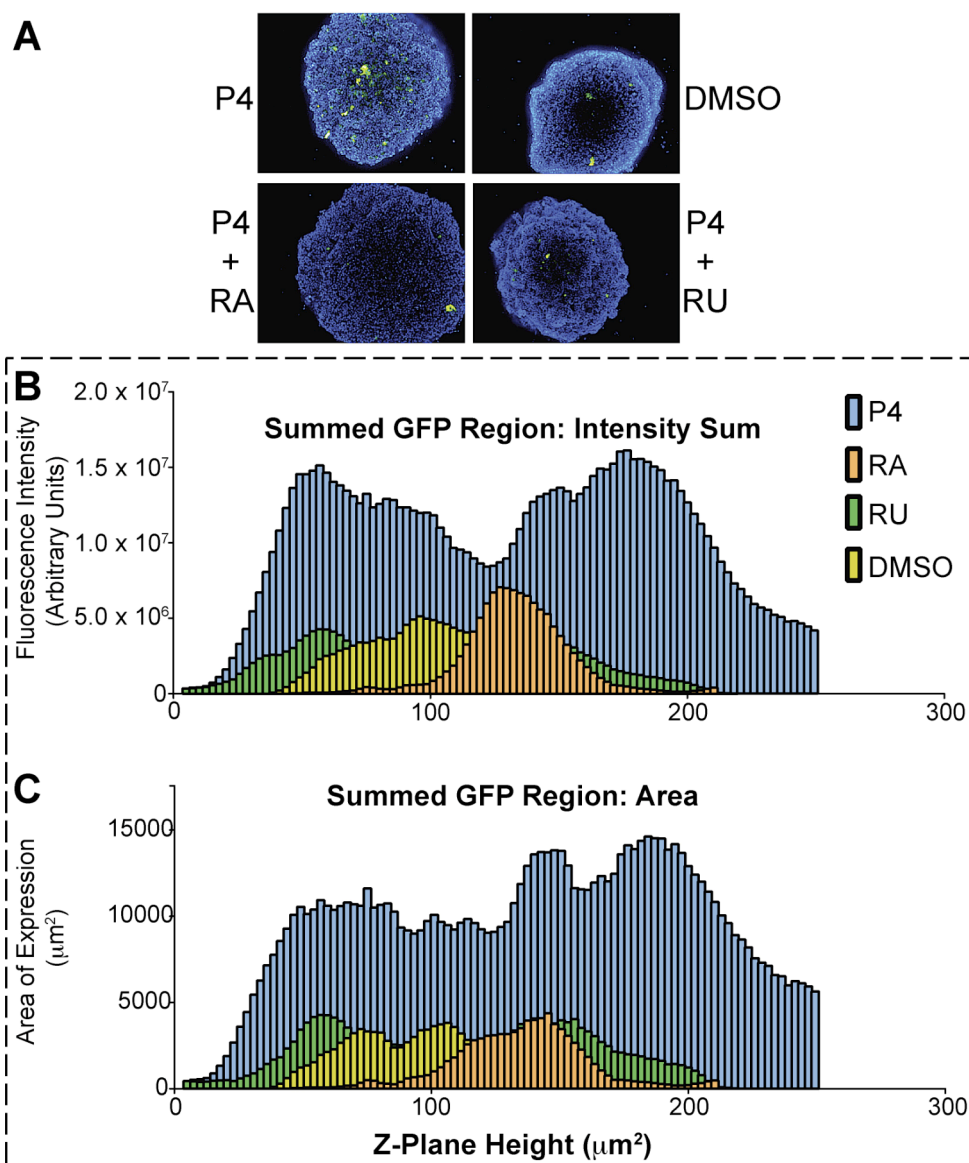 A
P4
DMSO
P4
+
RA
P4
+
RU
B
Summed GFP Region: Intensity Sum
Fluorescence Intensity
(Arbitrary Units)
2.0 x 10⁷
1.5 x 10⁷
1.0 x 10⁷
5.0 x 10⁶
0
0
100
200
300
P4
RA
RU
DMSO
C
Summed GFP Region: Area
Area of Expression
(μm²)
15000
10000
5000
0
0
100
200
300
Z-Plane Height (μm²)